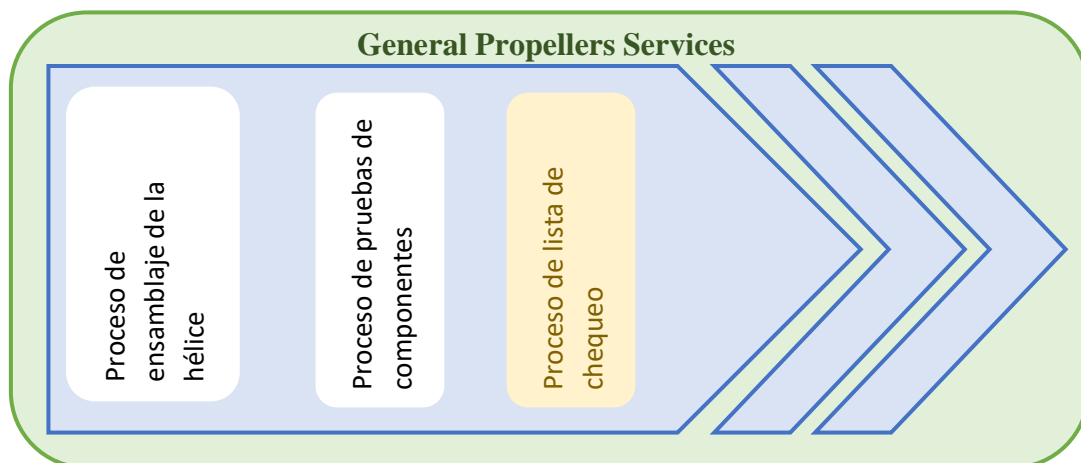 General Propellers Services
Proceso de
ensamblaje de la
hélice
Proceso de pruebas de
componentes
Proceso de lista de
chequeo